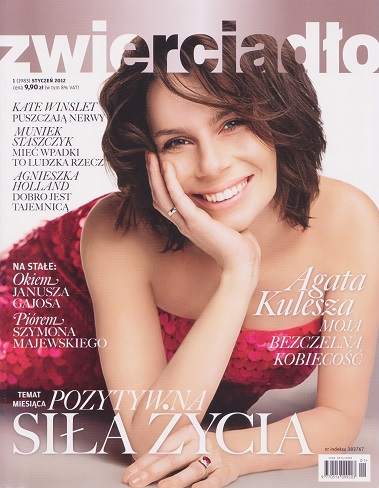 zwierciadło
1 (1983) STYCZEŃ 2012
cena 9,90 zł (w tym 8% VAT)
KATE WINSLET
PUSZCZAJĄ NERWY
MUNIEK
STASZCZYK
MIEĆ WPADKI
TO LUDZKA RZECZ
AGNIESZKA
HOLLAND
DOBRO JEST
TAJEMNICĄ
NA STAŁE:
Okiem
JANUSZA
GAJOSA
Piórem
SZYMONA
MAJEWSKIEGO
Agata
Kulesza
MOJA
BEZCZELNA
KOBIECOŚĆ
TEMAT
MIESIĄCA
POZYTYWNA
SIŁA ŻYCIA
nr indeksu 383767